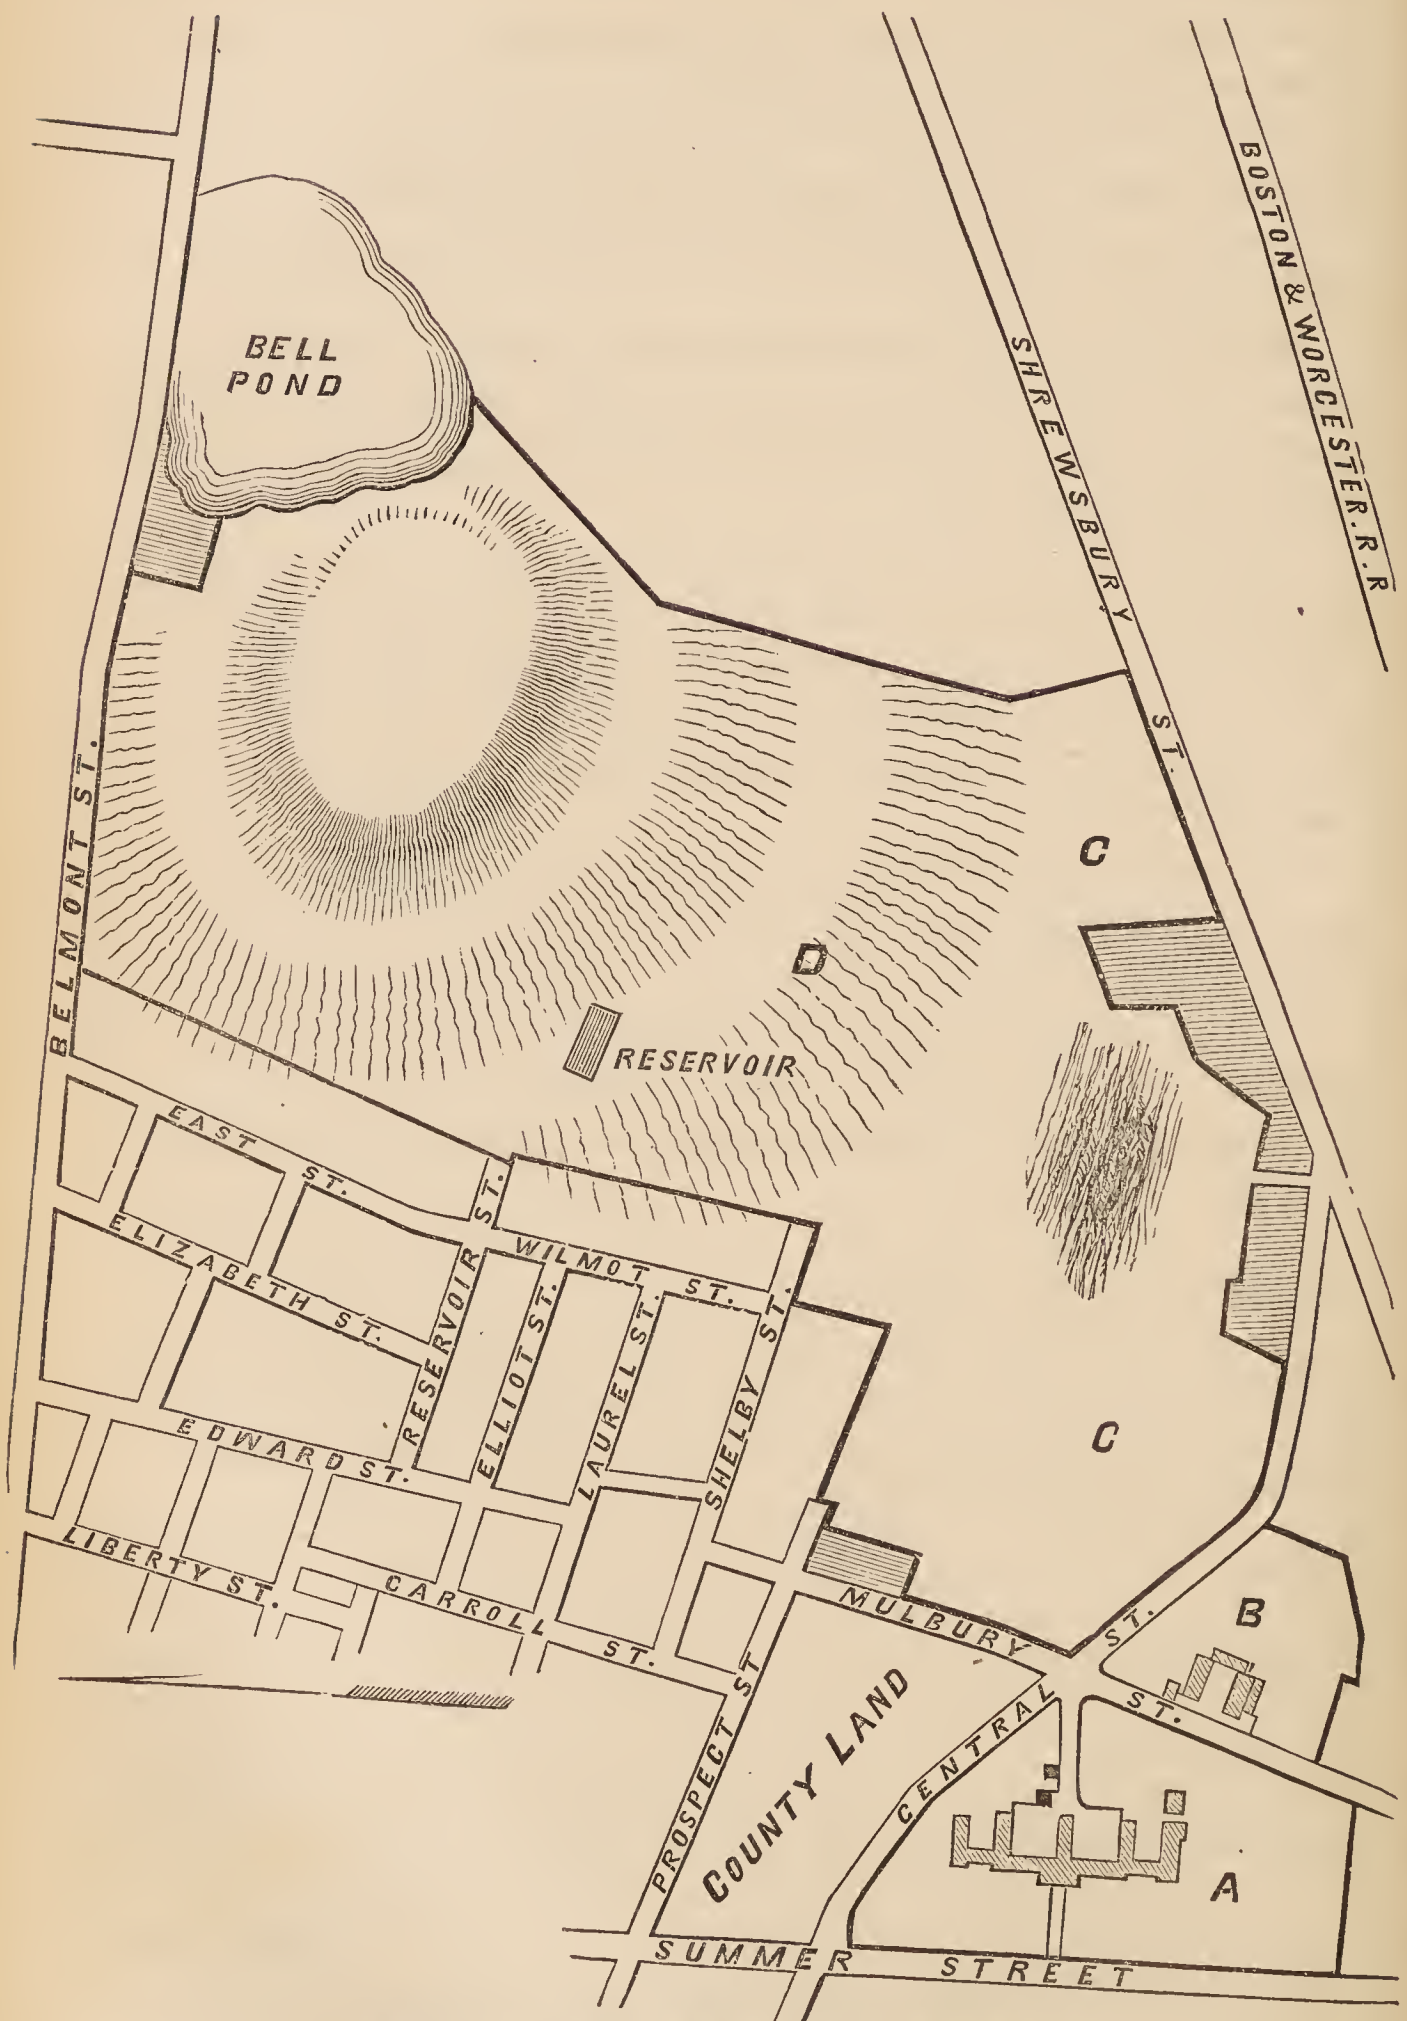 BOSTON & WORCESTER. R. R
BELL
POND
SHREWSBURY ST.
BELMONT ST.
C
D
RESERVOIR
EAST ST.
ELIZABETH ST.
RESERVOIR ST.
WILMOT ST.
ELLIOT ST.
LAUREL ST.
SHELBY ST.
EDWARD ST.
C
LIBERTY ST.
CARROLL ST.
MULBURY ST.
ST.
B
PROSPECT ST
COUNTY LAND
CENTRAL
A
SUMMER STREET